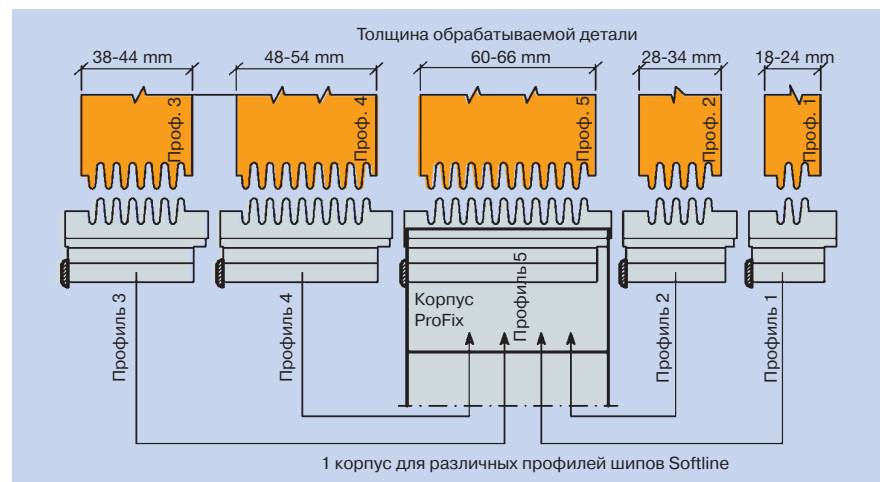 Толщина обрабатываемой детали
38-44 mm
48-54 mm
60-66 mm
28-34 mm
18-24 mm
Проф. 3
Проф. 4
Проф. 5
Проф. 2
Проф. 1
Профиль 3
Профиль 4
Корпус
ProFix
Профиль 5
Профиль 2
Профиль 1
1 корпус для различных профилей шипов Softline